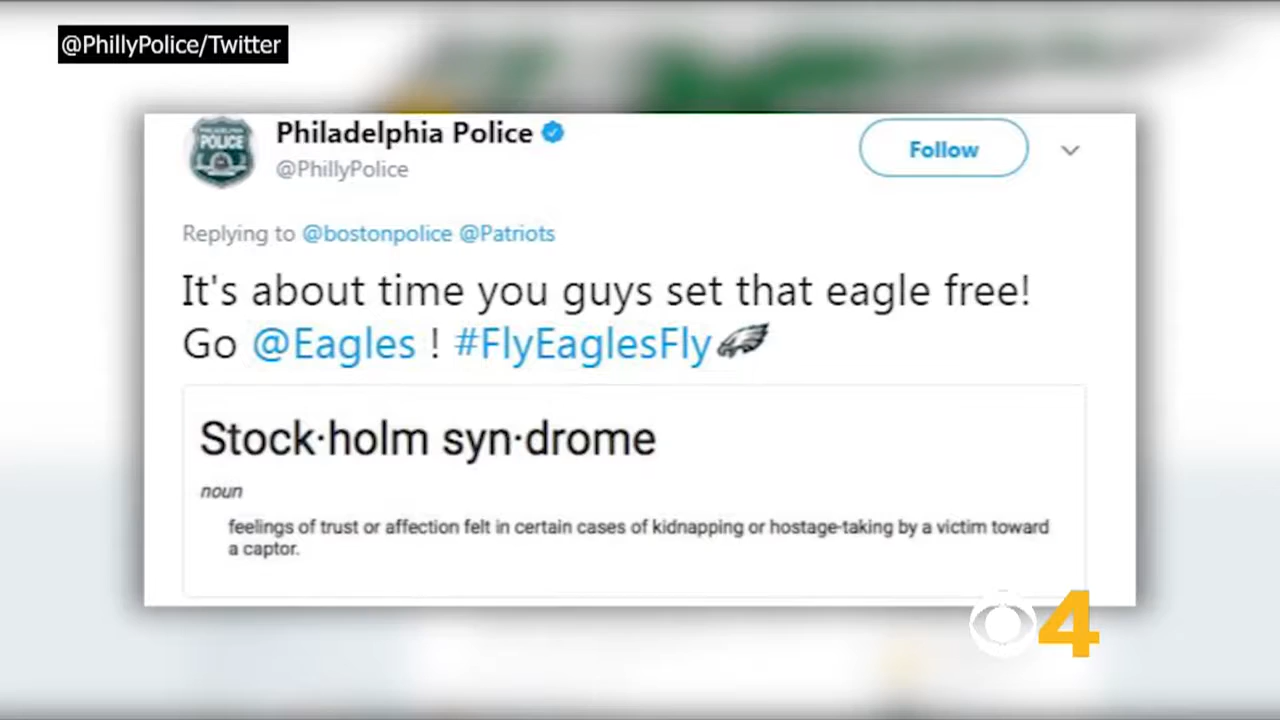 @PhillyPolice/Twitter
Philadelphia Police
Follow
@PhillyPolice
Replying to @bostonpolice @Patriots
It's about time you guys set that eagle free!
Go @Eagles ! #FlyEaglesFly
Stock·holm syn·drome
noun
feelings of trust or affection felt in certain cases of kidnapping or hostage-taking by a victim toward
a captor.
4